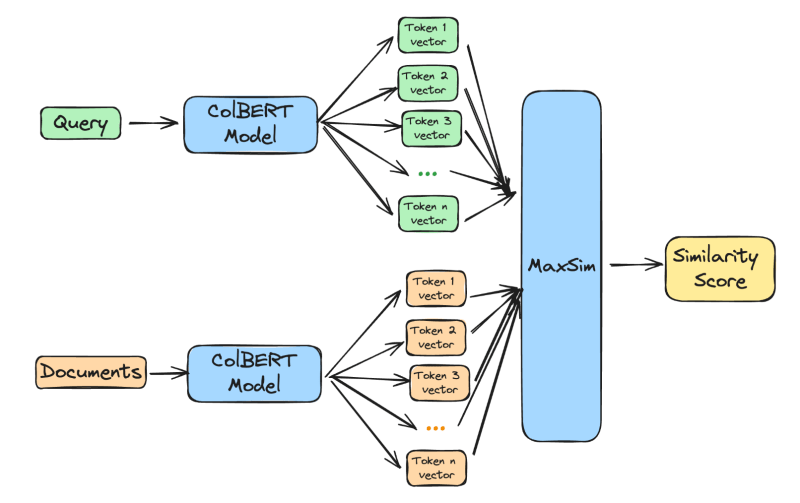 Query
ColBERT
Model
Token 1
vector
Token 2
vector
Token 3
vector
...
Token n
vector
MaxSim
Similarity
Score
Documents
ColBERT
Model
Token 1
vector
Token 2
vector
Token 3
vector
...
Token n
vector